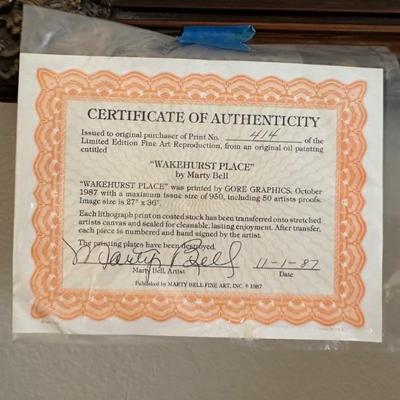 CERTIFICATE OF AUTHENTICITY
Issued to original purchaser of Print No. 414 of the
Limited Edition Fine Art Reproduction, from an original oil painting
entitled
"WAKEHURST PLACE"
by Marty Bell
"WAKEHURST PLACE" was printed by GORE GRAPHICS, October
1987 with a maximum issue size of 950, including 50 artists proofs.
Image size is 27" x 36".
Each lithograph print on coated stock has been transferred onto stretched
artists canvas and sealed for cleanable, lasting enjoyment. After transfer,
each piece is numbered and hand signed by the artist.
The painting plates have been destroyed.
Marty Bell 11-1-87
Marty Bell, Artist Date
Published by MARTY BELL FINE ART, INC. © 1987